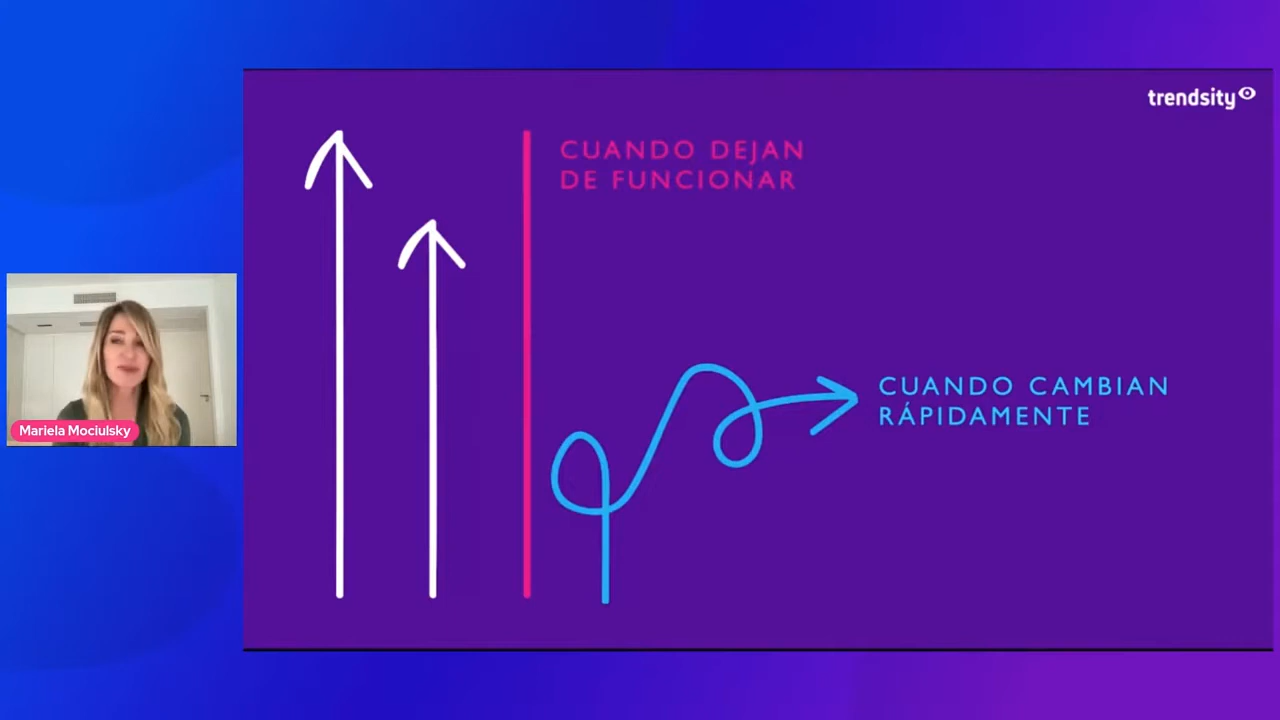 trendsity
CUANDO DEJAN
DE FUNCIONAR
CUANDO CAMBIAN
RÁPIDAMENTE
Mariela Mociulsky